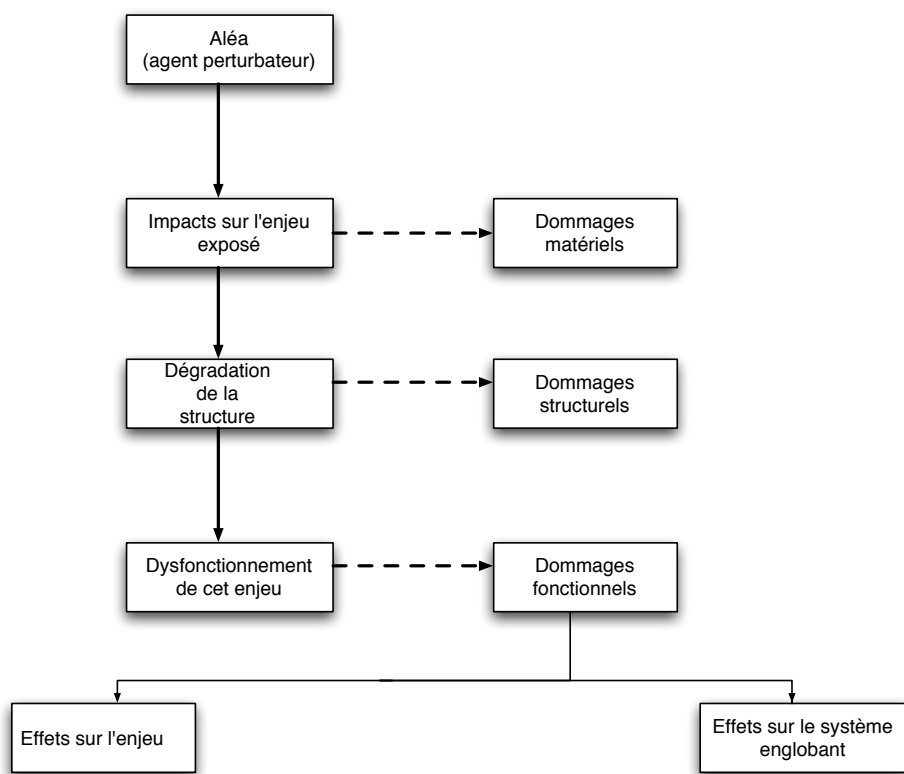 Aléa
(agent perturbateur)
Impacts sur l'enjeu
exposé
Dommages
matériels
Dégradation
de la
structure
Dommages
structurels
Dysfonctionnement
de cet enjeu
Dommages
fonctionnels
Effets sur l'enjeu
Effets sur le système
englobant